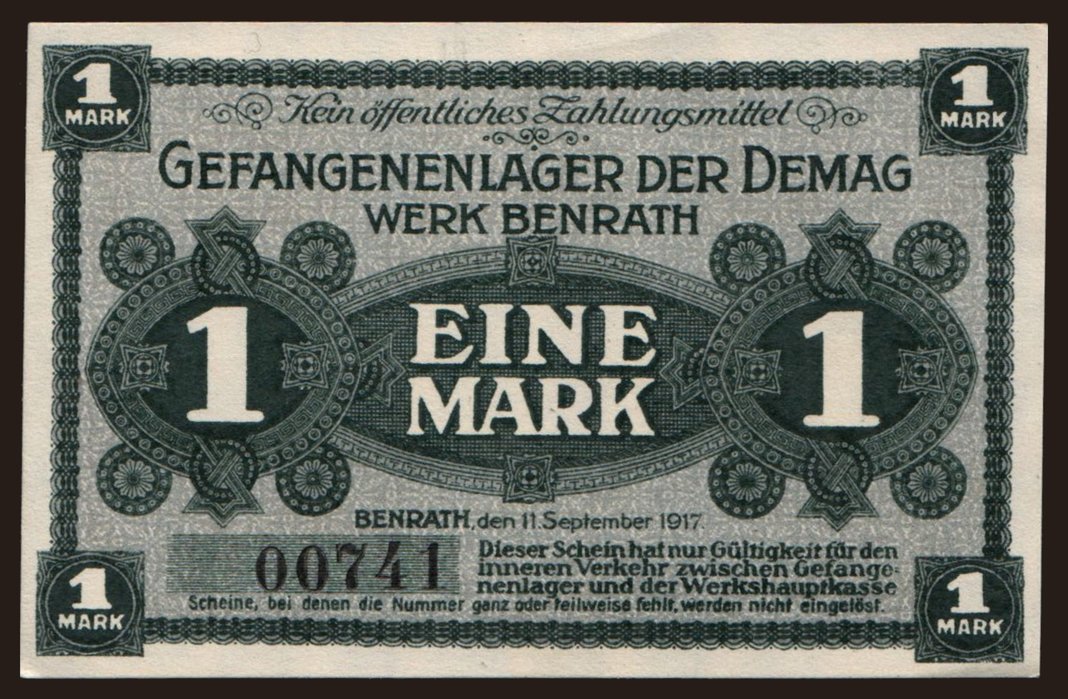 1 MARK
1 MARK
Kein öffentliches Zahlungsmittel
GEFANGENENLAGER DER DEMAG
WERK BENRATH
1
EINE
MARK
1
BENRATH, den 11. September 1917.
00741
Dieser Schein hat nur Gültigkeit für den
inneren Verkehr zwischen Gefange-
nenlager und der Werkshauptkasse
Scheine, bei denen die Nummer ganz oder teilweise fehlt, werden nicht eingelöst.
1 MARK
1 MARK